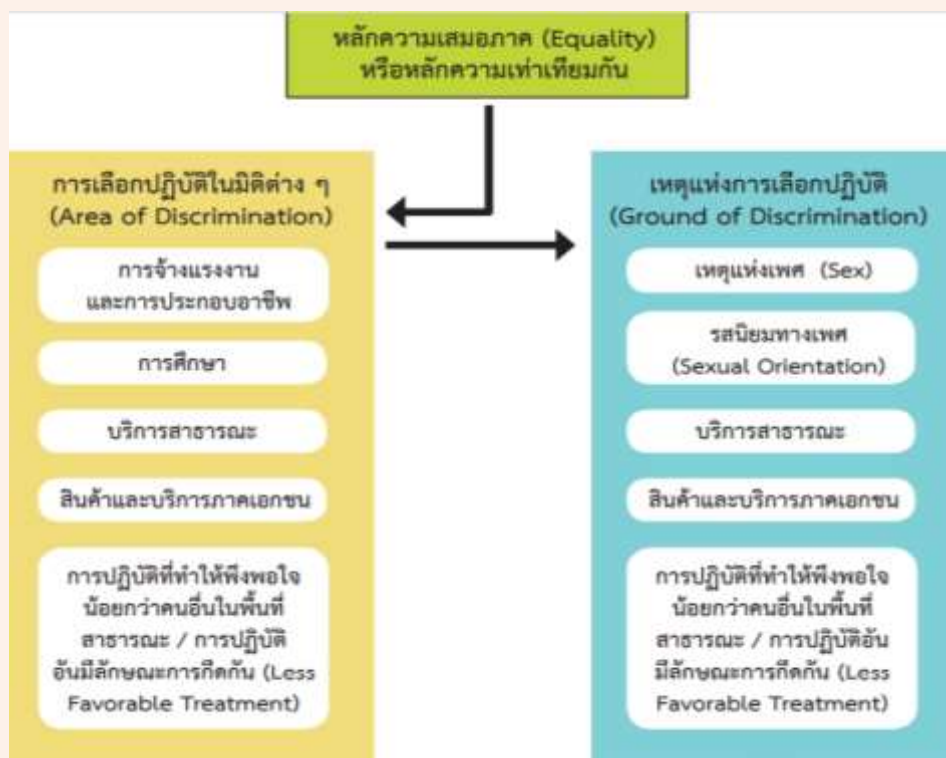 หลักความเสมอภาค (Equality)
หรือหลักความเท่าเทียมกัน
การเลือกปฏิบัติในมิติต่าง ๆ
(Area of Discrimination)
การจ้างแรงงาน
และการประกอบอาชีพ
การศึกษา
บริการสาธารณะ
สินค้าและบริการภาคเอกชน
การปฏิบัติที่ทำให้พึงพอใจ
น้อยกว่าคนอื่นในพื้นที่
สาธารณะ / การปฏิบัติ
อันมีลักษณะการกีดกัน (Less
Favorable Treatment)
เหตุแห่งการเลือกปฏิบัติ
(Ground of Discrimination)
เหตุแห่งเพศ (Sex)
รสนิยมทางเพศ
(Sexual Orientation)
บริการสาธารณะ
สินค้าและบริการภาคเอกชน
การปฏิบัติที่ทำให้พึงพอใจ
น้อยกว่าคนอื่นในพื้นที่
สาธารณะ / การปฏิบัติอัน
มีลักษณะการกีดกัน (Less
Favorable Treatment)